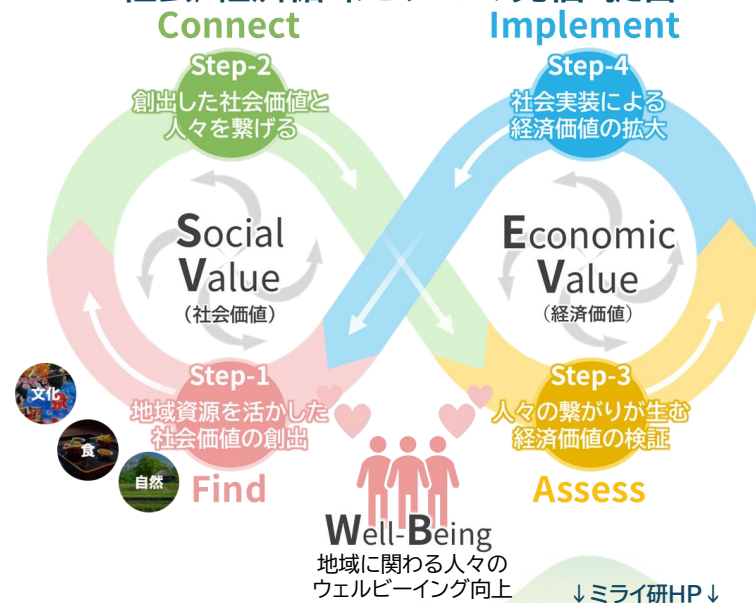 Connect
Implement
Step-2
創出した社会価値と
人々を繋げる
Step-4
社会実装による
経済価値の拡大
Social
Value
(社会価値)
Economic
Value
(経済価値)
Step-1
地域資源を活かした
社会価値の創出
Step-3
人々の繋がりが生む
経済価値の検証
文化
食
自然
Find
Assess
Well-Being
地域に関わる人々の
ウェルビーイング向上
↓ミライ研HP↓